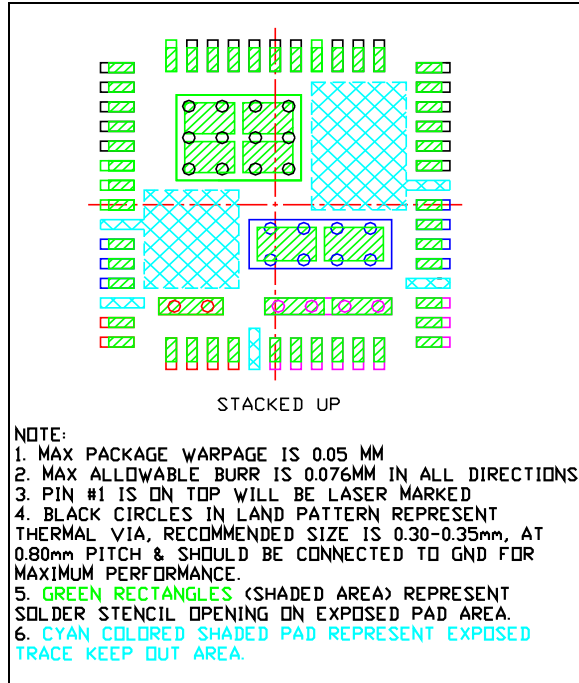 STACKED UP
NOTE:
1. MAX PACKAGE WARPAGE IS 0.05 MM
2. MAX ALLOWABLE BURR IS 0.076MM IN ALL DIRECTIONS
3. PIN #1 IS ON TOP WILL BE LASER MARKED
4. BLACK CIRCLES IN LAND PATTERN REPRESENT
THERMAL VIA, RECOMMENDED SIZE IS 0.30-0.35mm, AT
0.80mm PITCH & SHOULD BE CONNECTED TO GND FOR
MAXIMUM PERFORMANCE.
5. GREEN RECTANGLES (SHADED AREA) REPRESENT
SOLDER STENCIL OPENING ON EXPOSED PAD AREA.
6. CYAN COLORED SHADED PAD REPRESENT EXPOSED
TRACE KEEP OUT AREA.